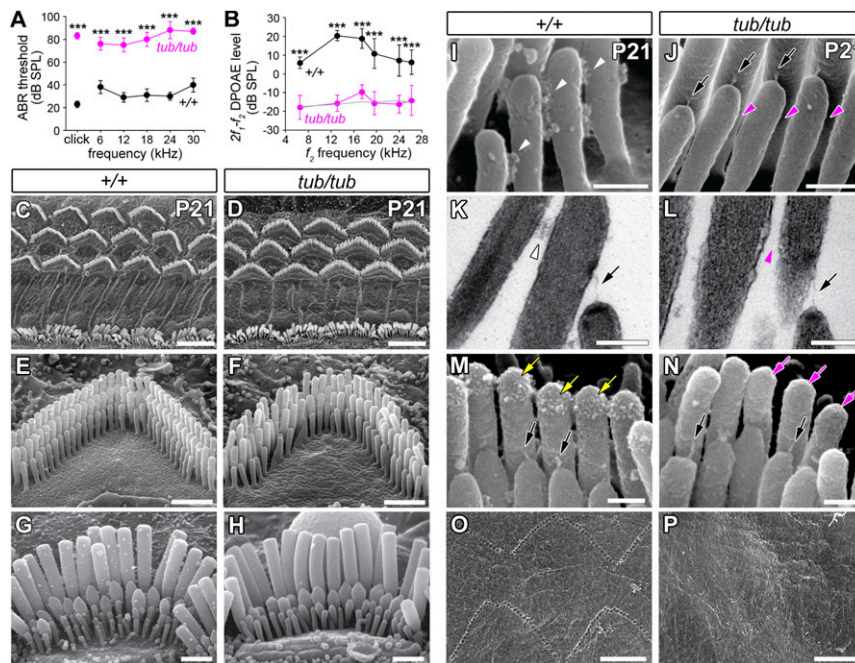 A
ABR threshold
(dB SPL)
100
80
60
40
20
0
***
***
***
***
***
***
tub/tub
+/+
click
6
12
18
24
30
frequency (kHz)
B
2f1-f2 DPOAE level
(dB SPL)
30
20
10
0
-10
-20
-30
***
***
***
***
***
***
+/+
tub/tub
8
12
16
20
24
28
f2 frequency (kHz)
+/+
tub/tub
C
P21
D
P21
E
F
G
H
+/+
tub/tub
I
P21
J
P2
K
L
M
N
O
P